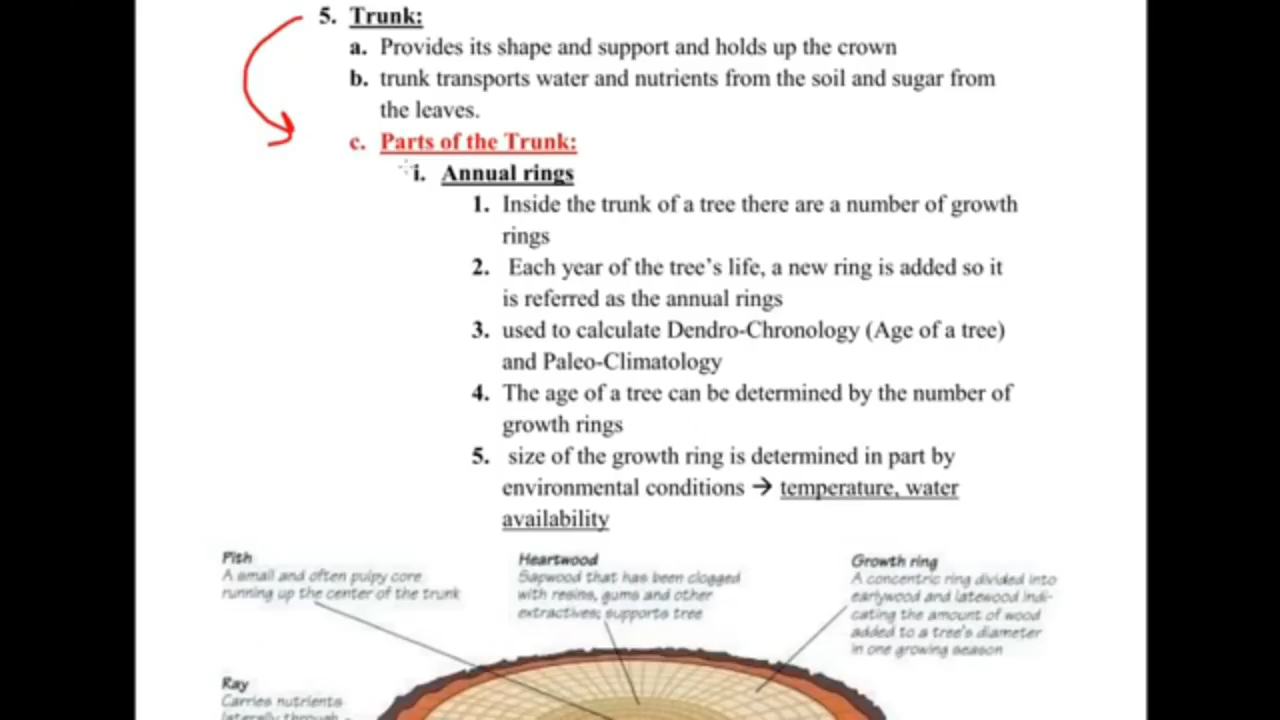 5. Trunk:
a. Provides its shape and support and holds up the crown
b. trunk transports water and nutrients from the soil and sugar from
the leaves.
c. Parts of the Trunk:
i. Annual rings
1. Inside the trunk of a tree there are a number of growth
rings
2. Each year of the tree's life, a new ring is added so it
is referred as the annual rings
3. used to calculate Dendro-Chronology (Age of a tree)
and Paleo-Climatology
4. The age of a tree can be determined by the number of
growth rings
5. size of the growth ring is determined in part by
environmental conditions → temperature, water
availability
Pith
A small and often pulpy core
running up the center of the trunk
Heartwood
Sapwood that has been clogged
with resins, gums and other
extractives; supports tree
Growth ring
A concentric ring divided into
earlywood and latewood indi-
cating the amount of wood
added to a tree's diameter
in one growing season
Ray
Carries nutrients
laterally through